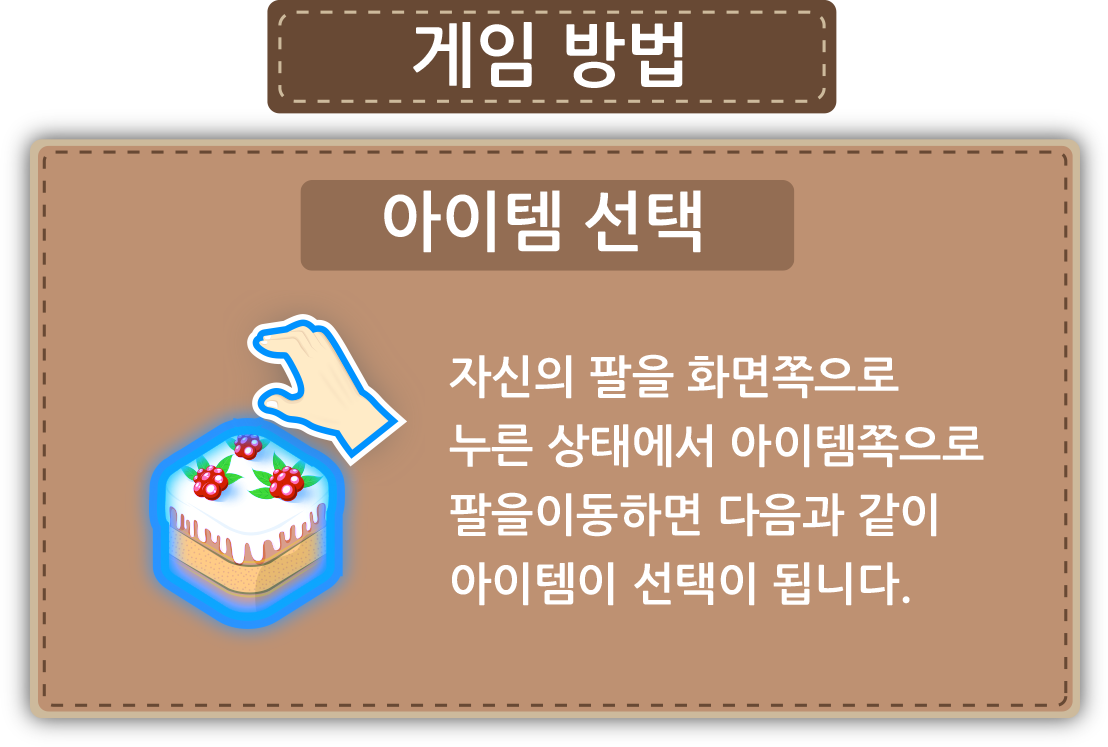 게임 방법
아이템 선택
자신의 팔을 화면쪽으로
누른 상태에서 아이템쪽으로
팔을이동하면 다음과 같이
아이템이 선택이 됩니다.